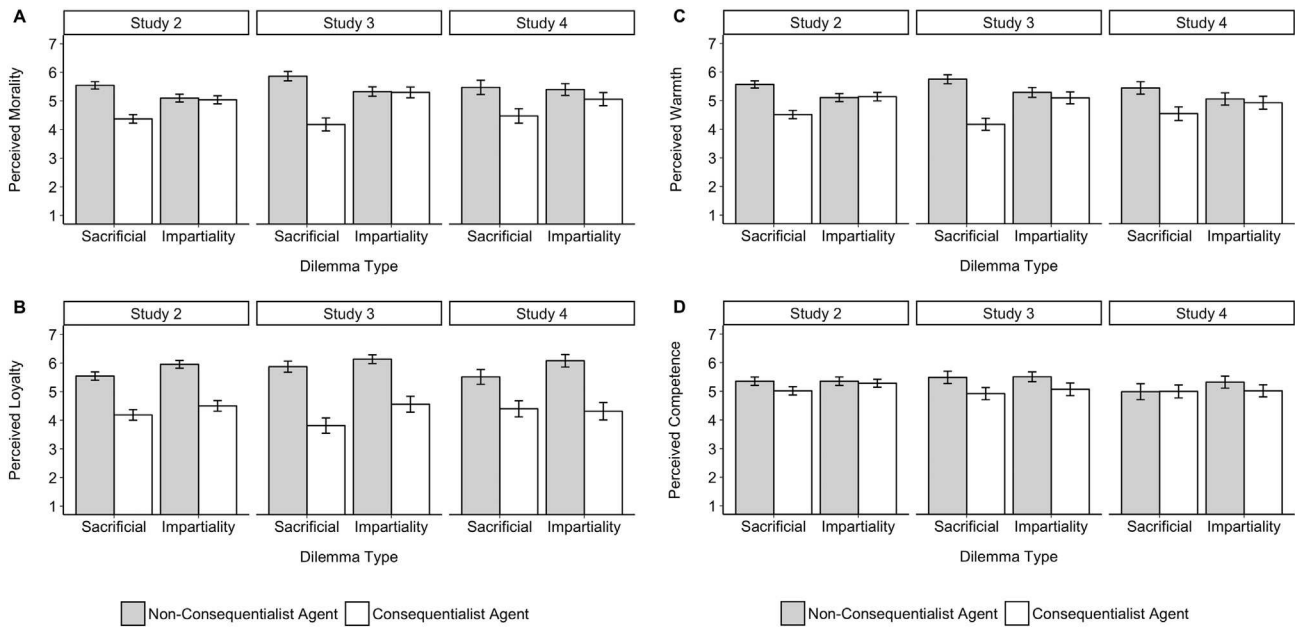 A
Study 2 Study 3 Study 4
Perceived Morality
7
6
5
4
3
2
1
Sacrificial Impartiality Sacrificial Impartiality Sacrificial Impartiality
Dilemma Type
B
Study 2 Study 3 Study 4
Perceived Loyalty
7
6
5
4
3
2
1
Sacrificial Impartiality Sacrificial Impartiality Sacrificial Impartiality
Dilemma Type
Non-Consequentialist Agent Consequentialist Agent
C
Study 2 Study 3 Study 4
Perceived Warmth
7
6
5
4
3
2
1
Sacrificial Impartiality Sacrificial Impartiality Sacrificial Impartiality
Dilemma Type
D
Study 2 Study 3 Study 4
Perceived Competence
7
6
5
4
3
2
1
Sacrificial Impartiality Sacrificial Impartiality Sacrificial Impartiality
Dilemma Type
Non-Consequentialist Agent Consequentialist Agent